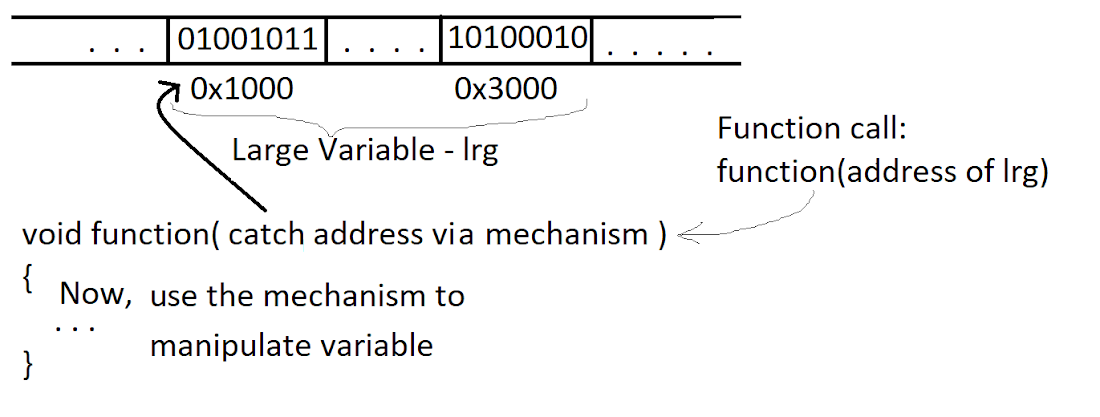 . . . 01001011 . . . . 10100010 . . . . .
0x1000 0x3000
Large Variable - lrg
Function call:
function(address of lrg)
void function( catch address via mechanism )
{
Now, use the mechanism to
. . .
manipulate variable
}